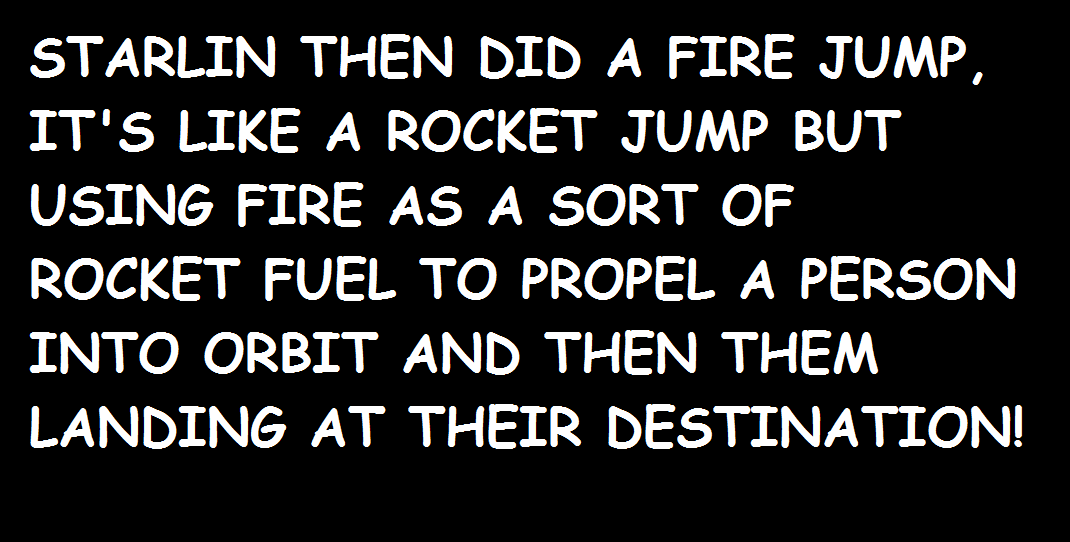 STARLIN THEN DID A FIRE JUMP,
IT'S LIKE A ROCKET JUMP BUT
USING FIRE AS A SORT OF
ROCKET FUEL TO PROPEL A PERSON
INTO ORBIT AND THEN THEM
LANDING AT THEIR DESTINATION!